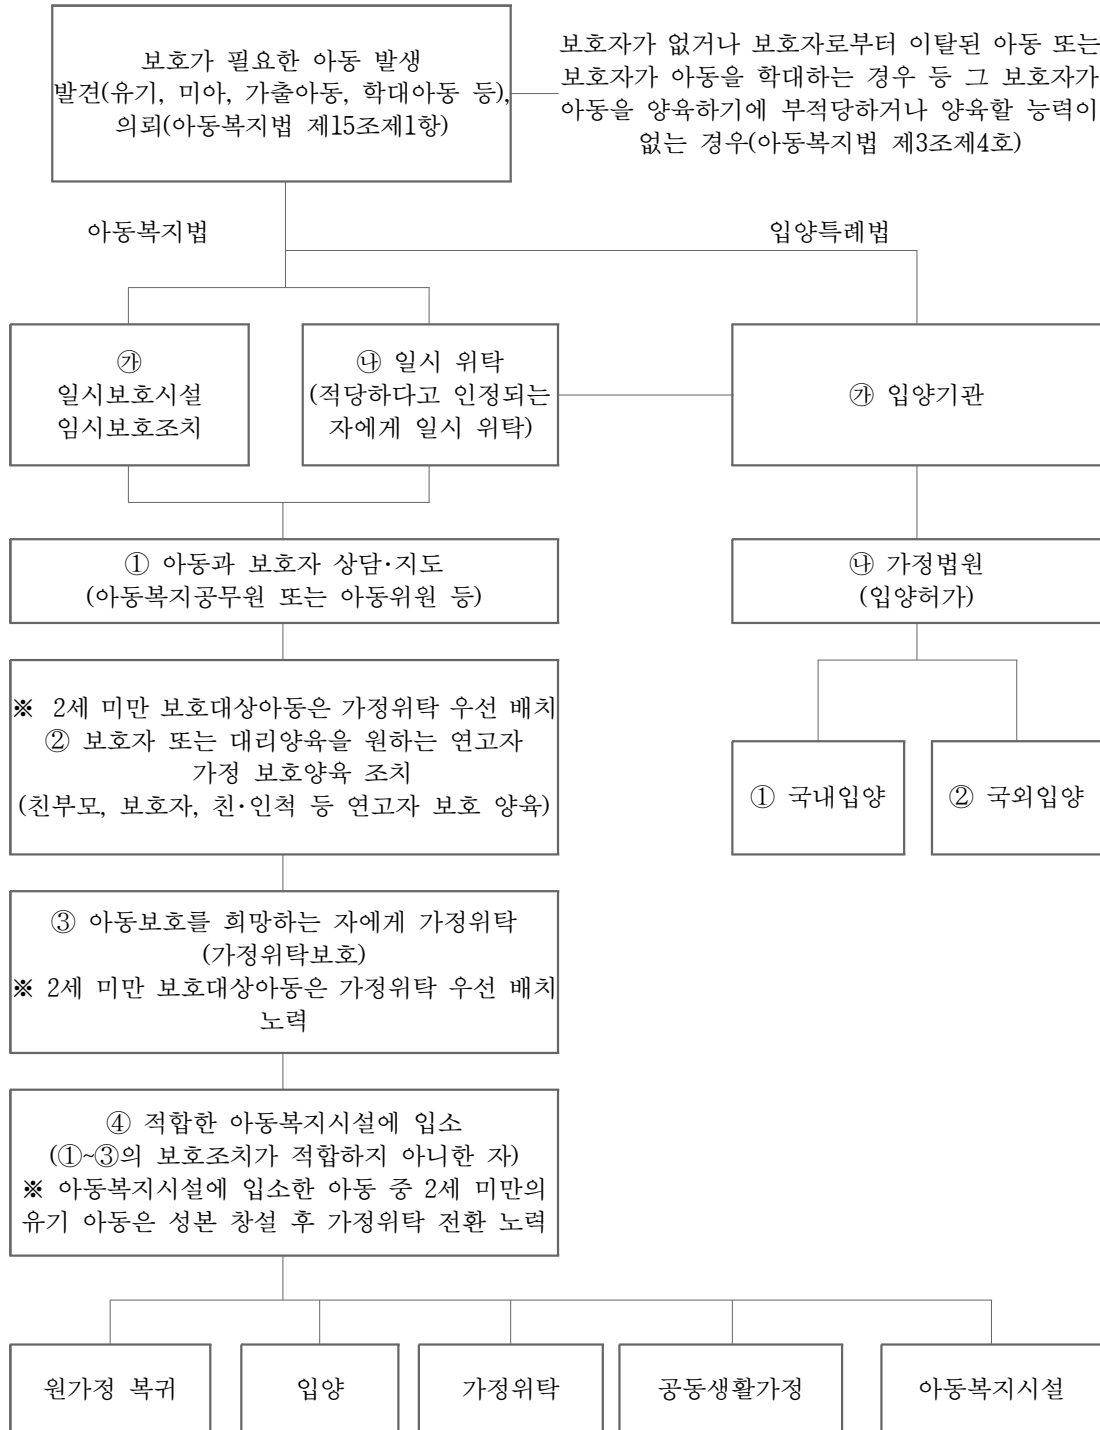 보호가 필요한 아동 발생
발견(유기, 미아, 가출아동, 학대아동 등),
의뢰(아동복지법 제15조제1항)
보호자가 없거나 보호자로부터 이탈된 아동 또는
보호자가 아동을 학대하는 경우 등 그 보호자가
아동을 양육하기에 부적당하거나 양육할 능력이
없는 경우(아동복지법 제3조제4호)
아동복지법
입양특례법
㉮
일시보호시설
임시보호조치
㉯ 일시 위탁
(적당하다고 인정되는
자에게 일시 위탁)
㉮ 입양기관
① 아동과 보호자 상담·지도
(아동복지공무원 또는 아동위원 등)
㉯ 가정법원
(입양허가)
※ 2세 미만 보호대상아동은 가정위탁 우선 배치
② 보호자 또는 대리양육을 원하는 연고자
가정 보호양육 조치
(친부모, 보호자, 친·인척 등 연고자 보호 양육)
① 국내입양
② 국외입양
③ 아동보호를 희망하는 자에게 가정위탁
(가정위탁보호)
※ 2세 미만 보호대상아동은 가정위탁 우선 배치
노력
④ 적합한 아동복지시설에 입소
(①~③의 보호조치가 적합하지 아니한 자)
※ 아동복지시설에 입소한 아동 중 2세 미만의
유기 아동은 성본 창설 후 가정위탁 전환 노력
원가정 복귀
입양
가정위탁
공동생활가정
아동복지시설